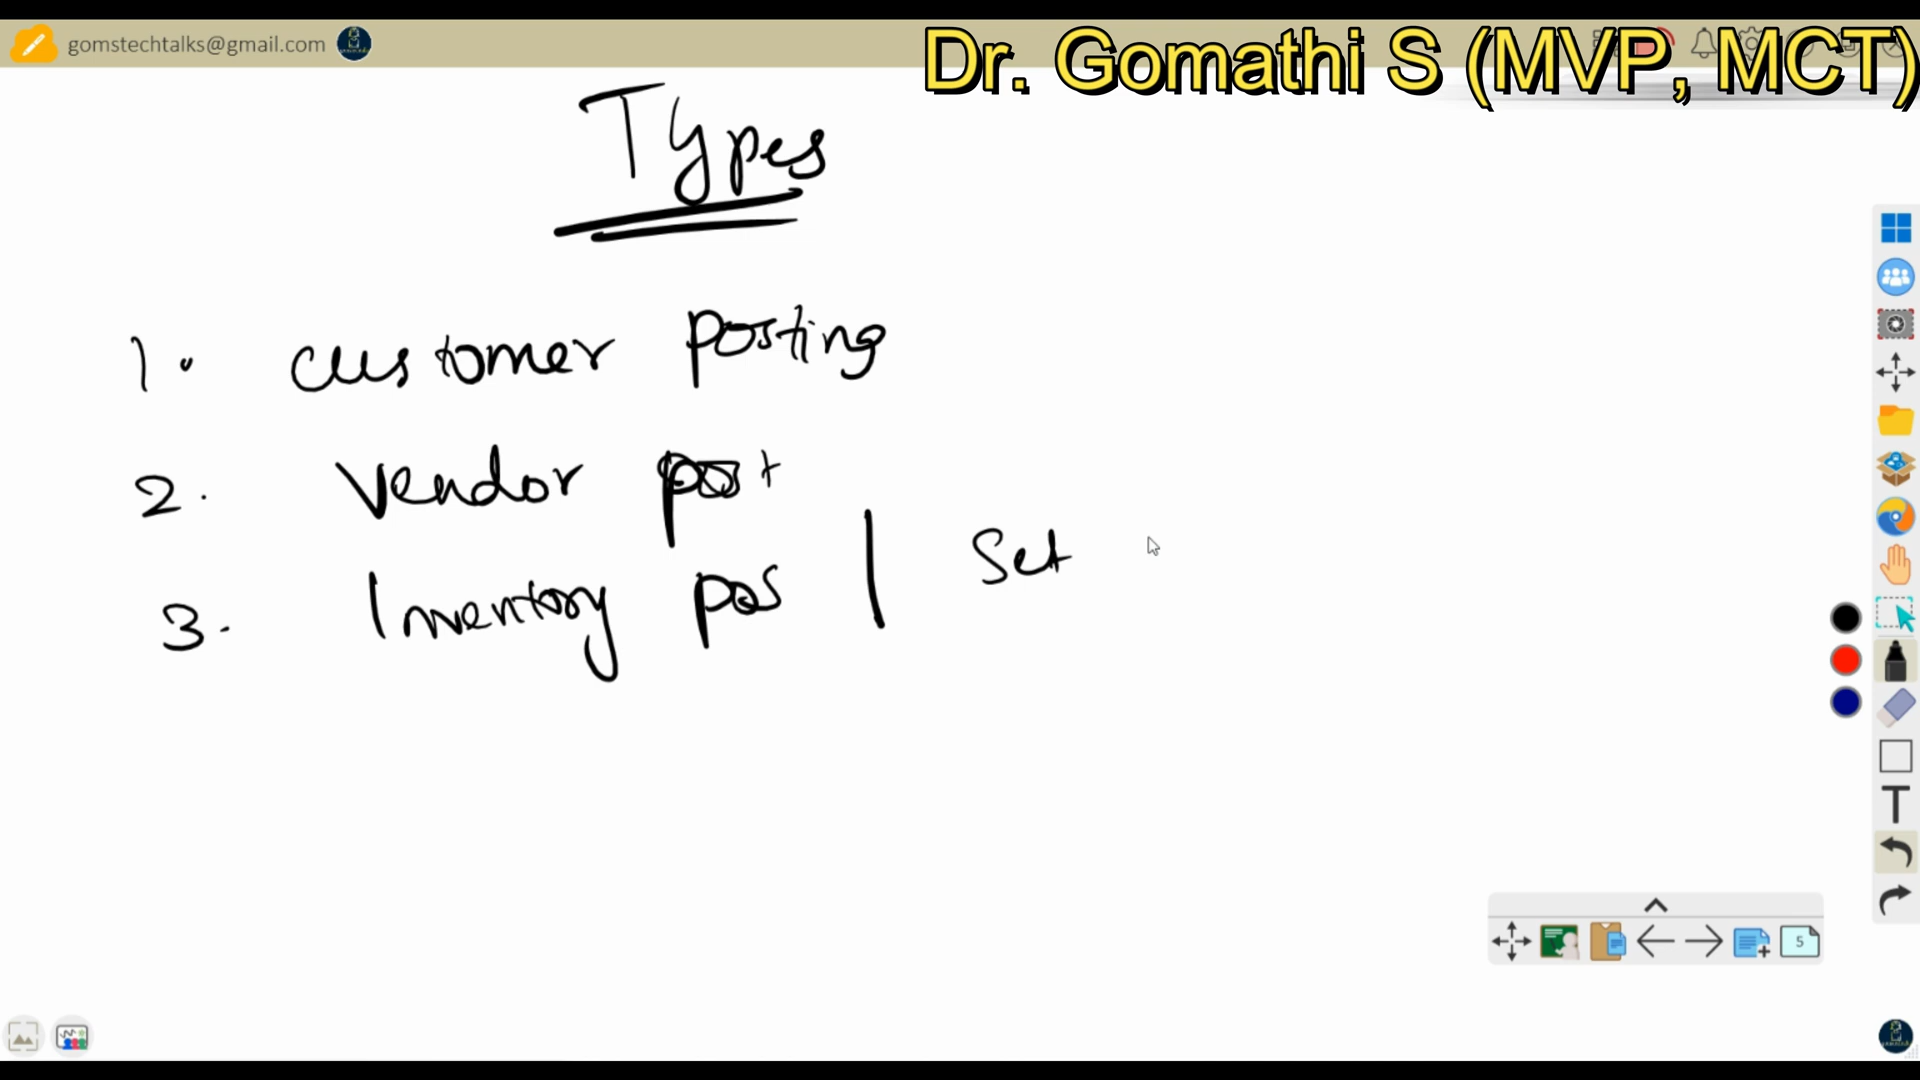 gomstechtalks@gmail.com
Dr. Gomathi S (MVP, MCT)
Types
1. customer posting
2. Vendor post
3. Inventory pos | Set
T
5